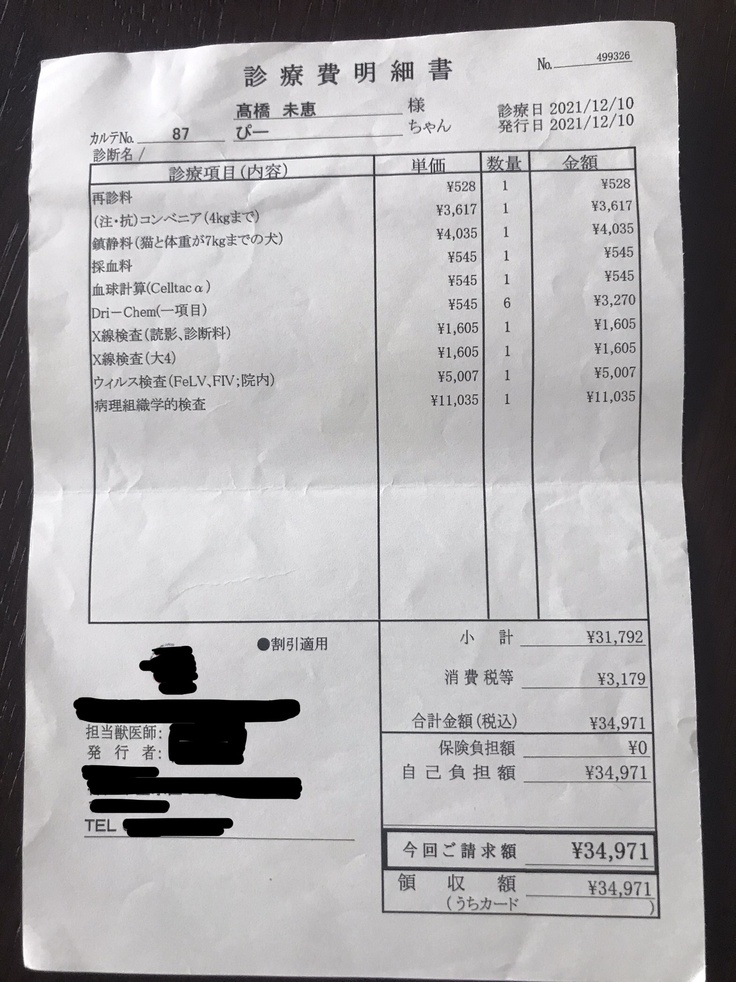 診療費明細書
No. 499326
髙橋 未恵 様
診療日 2021/12/10
カルテNo. 87 ぴー ちゃん
発行日 2021/12/10
診断名 /
診療項目(内容) 単価 数量 金額
再診料 ¥528 1 ¥528
(注・抗)コンベニア(4kgまで) ¥3,617 1 ¥3,617
鎮静料(猫と体重が7kgまでの犬) ¥4,035 1 ¥4,035
採血料 ¥545 1 ¥545
血球計算(Celltac α) ¥545 1 ¥545
Dri-Chem(一項目) ¥545 6 ¥3,270
X線検査(読影、診断料) ¥1,605 1 ¥1,605
X線検査(大4) ¥1,605 1 ¥1,605
ウィルス検査(FeLV、FIV;院内) ¥5,007 1 ¥5,007
病理組織学的検査 ¥11,035 1 ¥11,035
●割引適用
小計 ¥31,792
消費税等 ¥3,179
合計金額(税込) ¥34,971
保険負担額 ¥0
自己負担額 ¥34,971
今回ご請求額 ¥34,971
領収額 ¥34,971
(うちカード )
担当獣医師:
発行者:
TEL